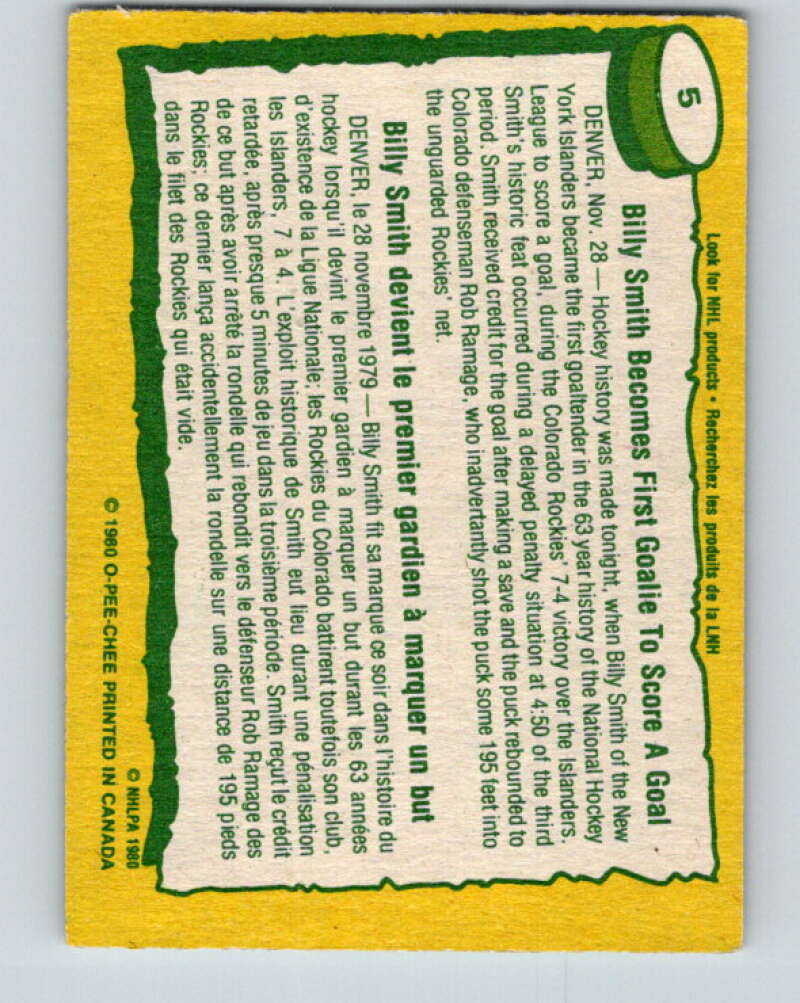 5
Look for NHL products • Recherchez les produits de la LNH
Billy Smith Becomes First Goalie To Score A Goal
DENVER, Nov. 28 — Hockey history was made tonight, when Billy Smith of the New
York Islanders became the first goaltender in the 63 year history of the National Hockey
League to score a goal, during the Colorado Rockies' 7-4 victory over the Islanders.
Smith's historic feat occurred during a delayed penalty situation at 4:50 of the third
period. Smith received credit for the goal after making a save and the puck rebounded to
Colorado defenseman Rob Ramage, who inadvertantly shot the puck some 195 feet into
the unguarded Rockies' net.
Billy Smith devient le premier gardien à marquer un but
DENVER, le 28 novembre 1979 — Billy Smith fit sa marque ce soir dans l'histoire du
hockey lorsqu'il devint le premier gardien à marquer un but durant les 63 années
d'existence de la Ligue Nationale; les Rockies du Colorado battirent toutefois son club,
les Islanders, 7 à 4. L'exploit historique de Smith eut lieu durant une pénalisation
retardée, après presque 5 minutes de jeu dans la troisième période. Smith reçut le crédit
de ce but après avoir arrêté la rondelle qui rebondit vers le défenseur Rob Ramage des
Rockies; ce dernier lança accidentellement la rondelle sur une distance de 195 pieds
dans le filet des Rockies qui était vide.
© NHLPA 1980
© 1980 O-PEE-CHEE PRINTED IN CANADA